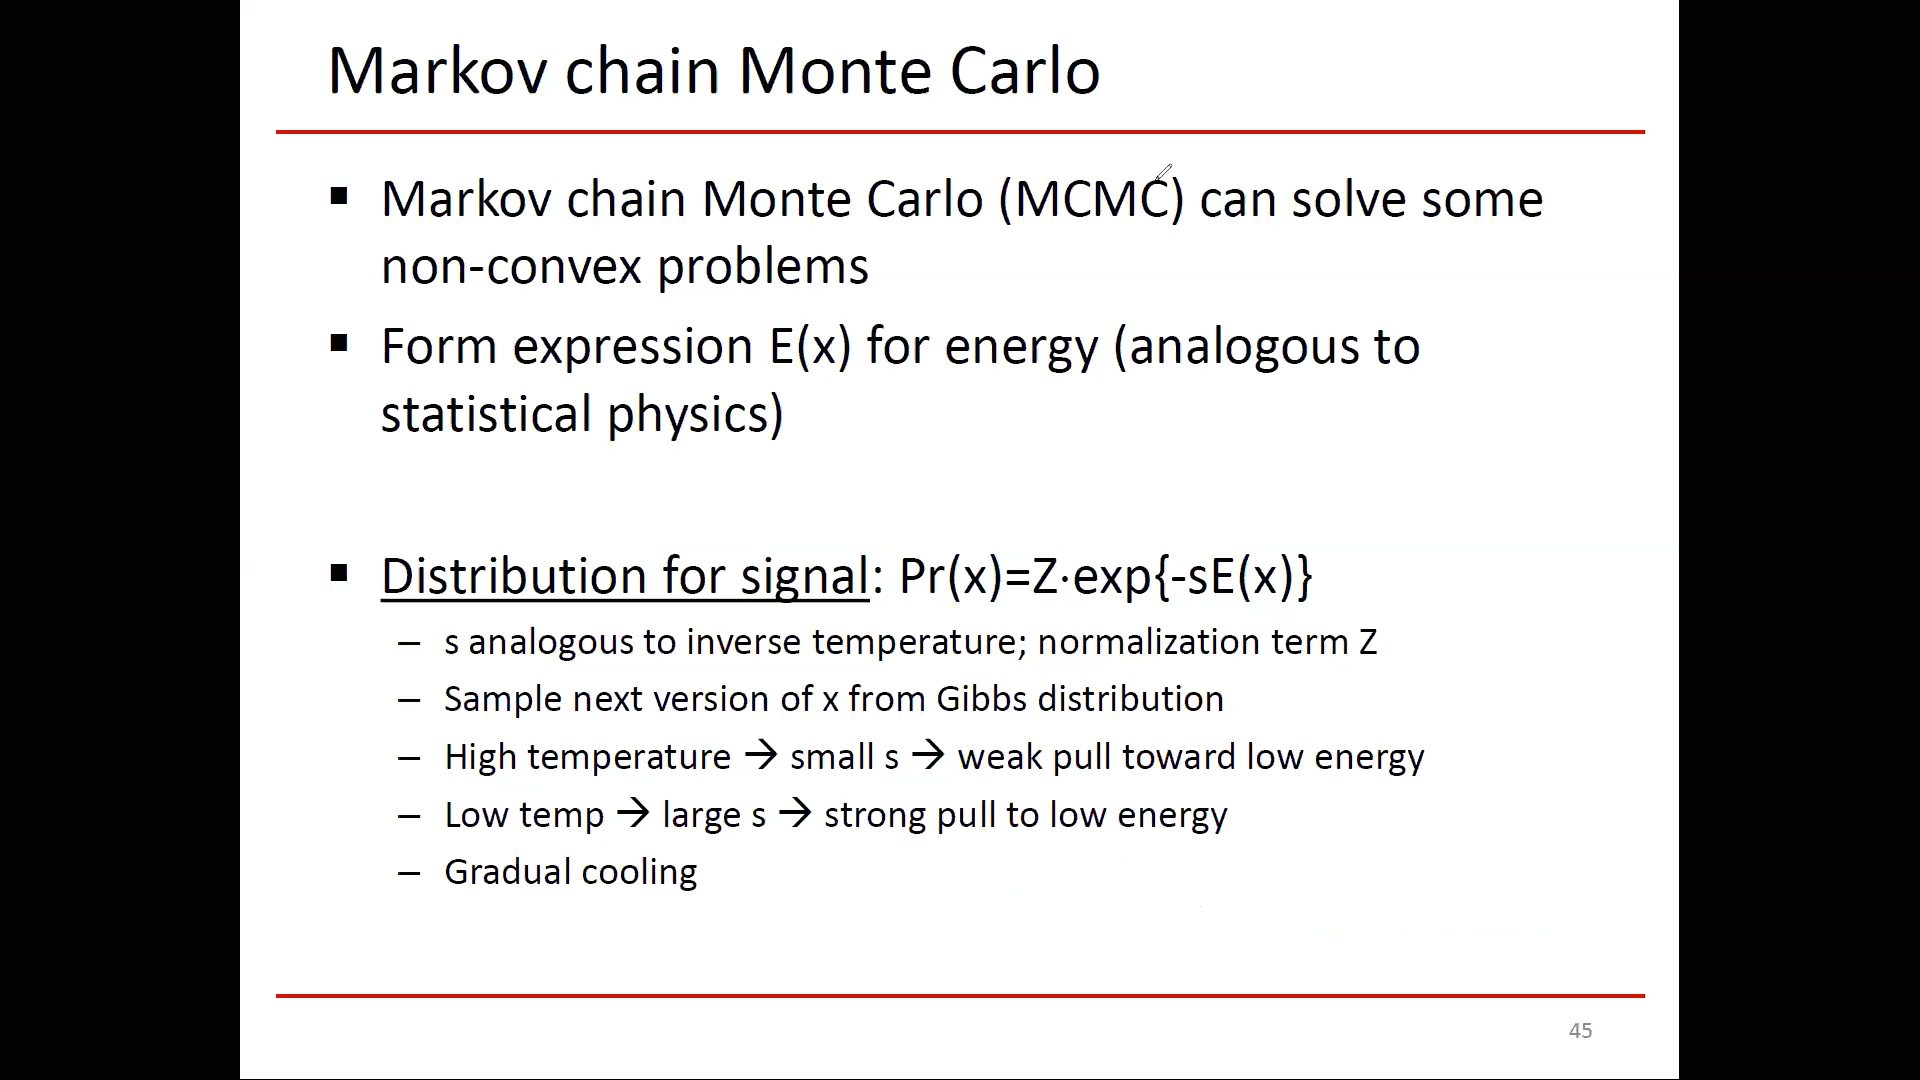 Markov chain Monte Carlo
▪ Markov chain Monte Carlo (MCMC) can solve some
non-convex problems
▪ Form expression E(x) for energy (analogous to
statistical physics)
▪ Distribution for signal: Pr(x)=Z·exp{-sE(x)}
– s analogous to inverse temperature; normalization term Z
– Sample next version of x from Gibbs distribution
– High temperature → small s → weak pull toward low energy
– Low temp → large s → strong pull to low energy
– Gradual cooling
45